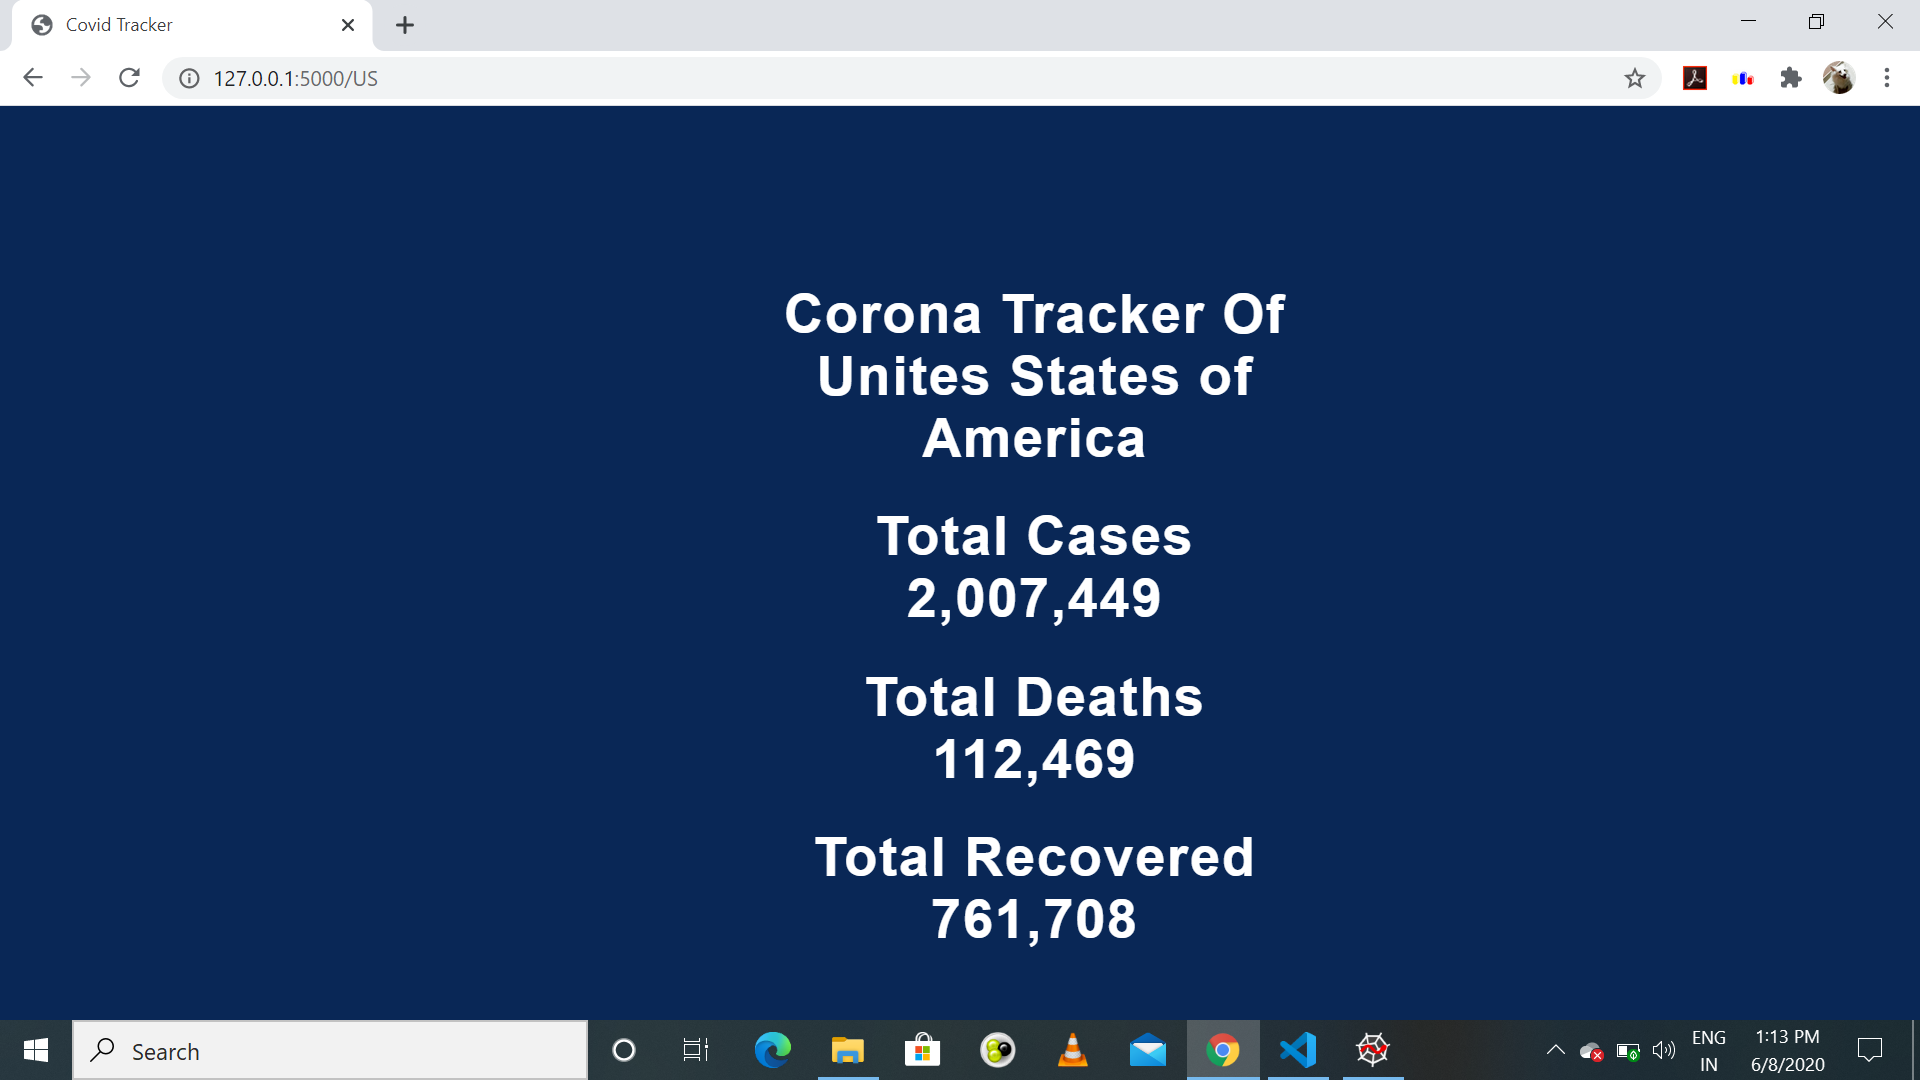 Covid Tracker
127.0.0.1:5000/US
Corona Tracker Of
Unites States of
America
Total Cases
2,007,449
Total Deaths
112,469
Total Recovered
761,708
Search
ENG
IN
1:13 PM
6/8/2020